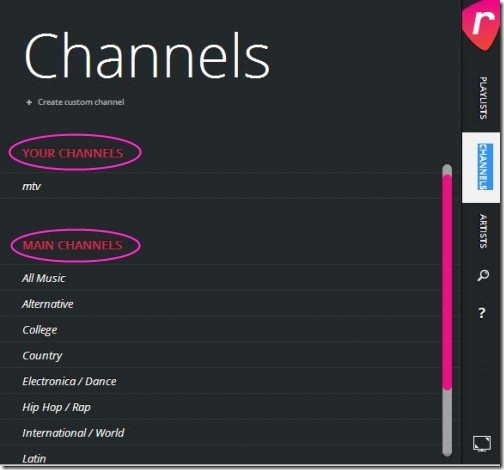 Channels
+ Create custom channel
YOUR CHANNELS
mtv
MAIN CHANNELS
All Music
Alternative
College
Country
Electronica / Dance
Hip Hop / Rap
International / World
Latin
r
PLAYLISTS
CHANNELS
ARTISTS
?